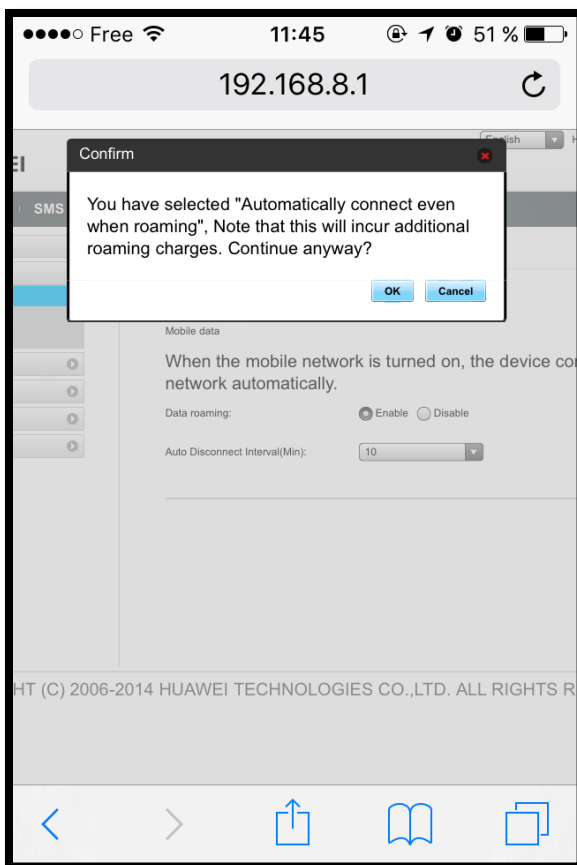 Free 11:45 51 %
192.168.8.1
English H
EI
Confirm
SMS
You have selected "Automatically connect even
when roaming", Note that this will incur additional
roaming charges. Continue anyway?
OK Cancel
Mobile data
When the mobile network is turned on, the device co
network automatically.
Data roaming: Enable Disable
Auto Disconnect Interval(Min): 10
HT (C) 2006-2014 HUAWEI TECHNOLOGIES CO.,LTD. ALL RIGHTS R